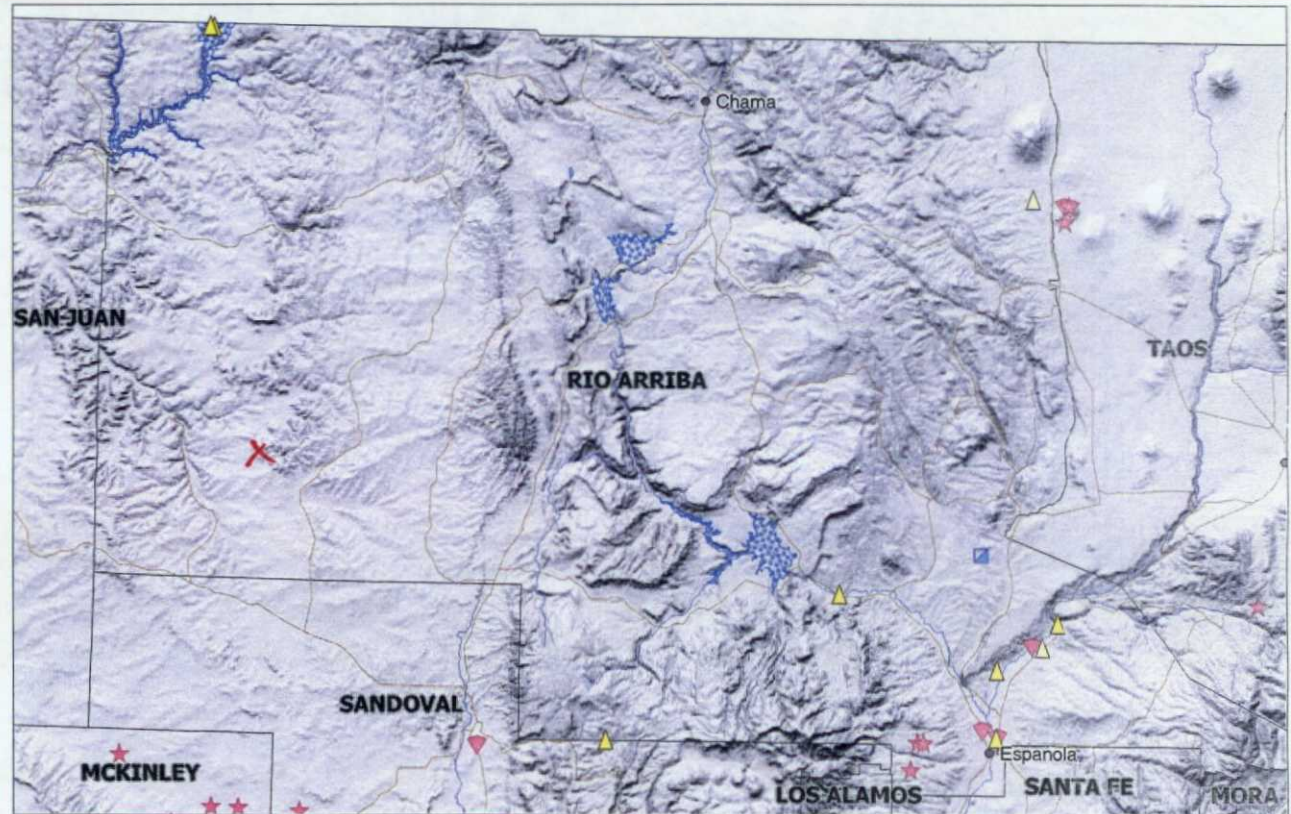 Chama
SAN JUAN
TAOS
RIO ARRIBA
SANDOVAL
Espanola
MCKINLEY
SANTA FE
LOS ALAMOS
MORA